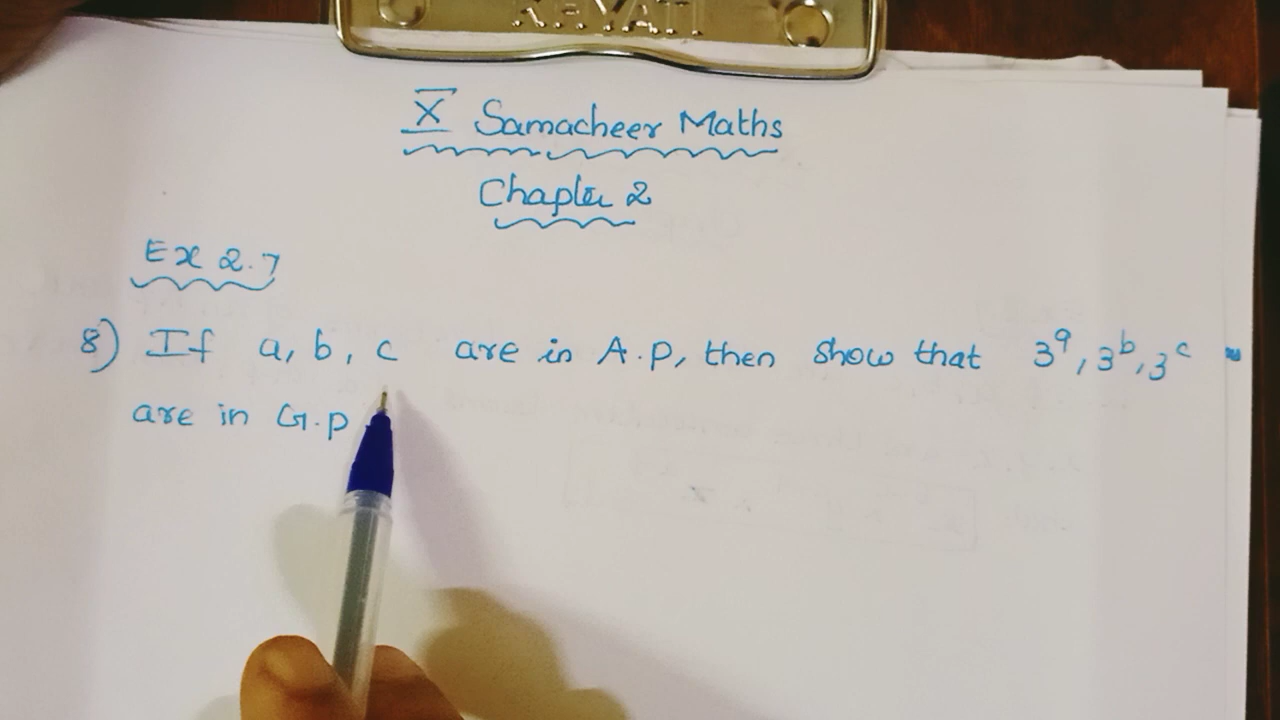 KAYATI
X Samacheer Maths
Chapter 2
Ex 2.7
8) If a, b, c are in A.P, then show that 3ᵃ, 3ᵇ, 3ᶜ
are in G.P